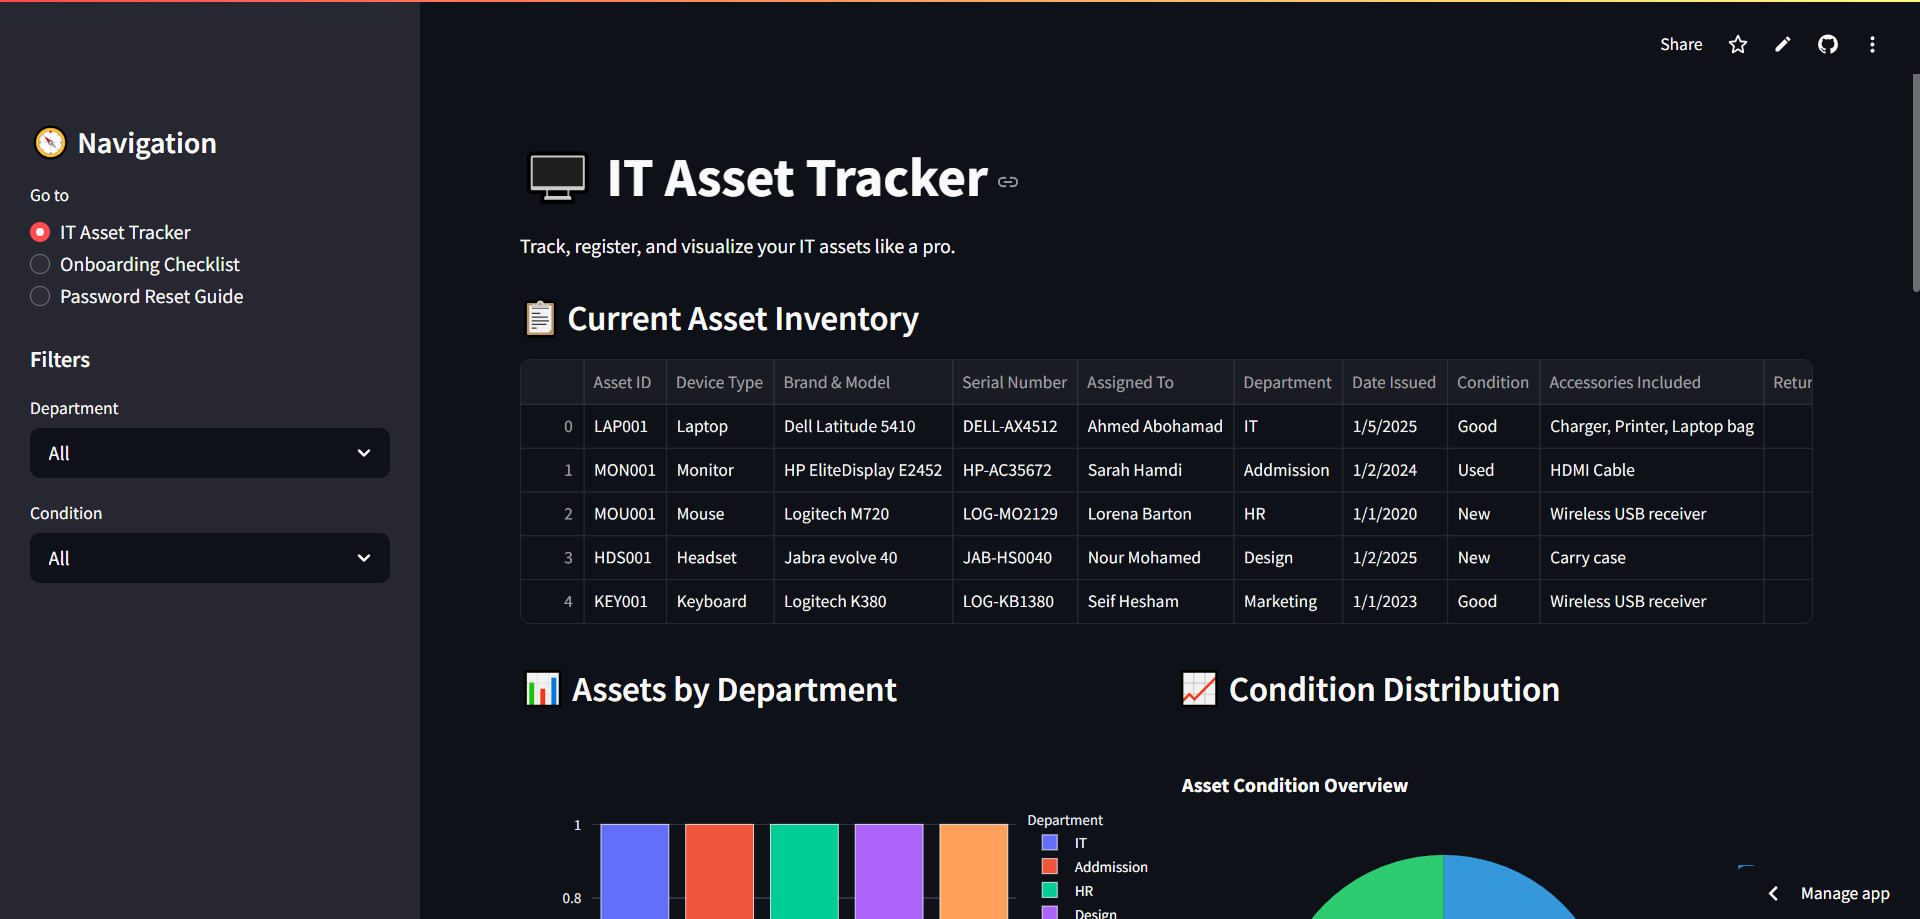 Share
Navigation
Go to
IT Asset Tracker
Onboarding Checklist
Password Reset Guide
Filters
Department
All
Condition
All
IT Asset Tracker
Track, register, and visualize your IT assets like a pro.
Current Asset Inventory
Asset ID Device Type Brand & Model Serial Number Assigned To Department Date Issued Condition Accessories Included Retur
0 LAP001 Laptop Dell Latitude 5410 DELL-AX4512 Ahmed Abohamad IT 1/5/2025 Good Charger, Printer, Laptop bag
1 MON001 Monitor HP EliteDisplay E2452 HP-AC35672 Sarah Hamdi Addmission 1/2/2024 Used HDMI Cable
2 MOU001 Mouse Logitech M720 LOG-MO2129 Lorena Barton HR 1/1/2020 New Wireless USB receiver
3 HDS001 Headset Jabra evolve 40 JAB-HS0040 Nour Mohamed Design 1/2/2025 New Carry case
4 KEY001 Keyboard Logitech K380 LOG-KB1380 Seif Hesham Marketing 1/1/2023 Good Wireless USB receiver
Assets by Department
1
0.8
Department
IT
Addmission
HR
Design
Condition Distribution
Asset Condition Overview
Manage app